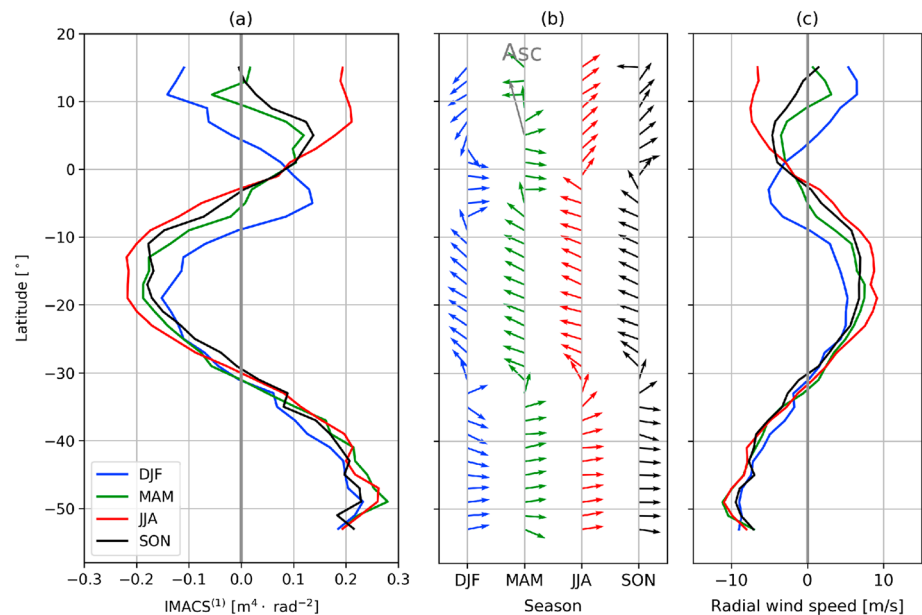 (a)
(b)
(c)
20
10
0
−10
−20
−30
−40
−50
Latitude [°]
Asc
DJF
MAM
JJA
SON
−0.3
−0.2
−0.1
0.0
0.1
0.2
0.3
IMACS(1) [m4 · rad−2]
DJF
MAM
JJA
SON
Season
−10
0
10
Radial wind speed [m/s]